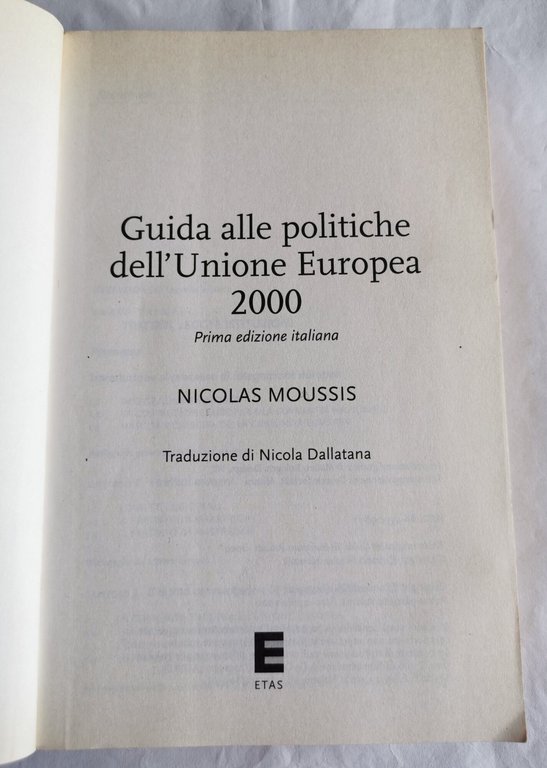 Guida alle politiche
dell'Unione Europea
2000
Prima edizione italiana
NICOLAS MOUSSIS
Traduzione di Nicola Dallatana
E
ETAS